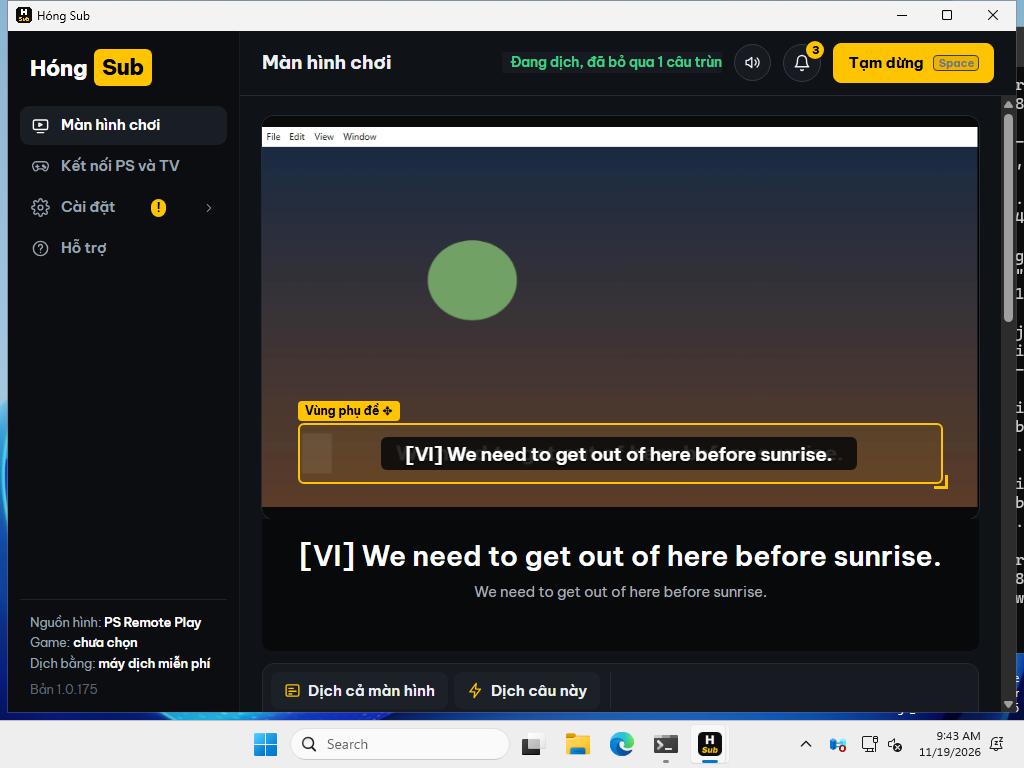 Hóng Sub
Hóng Sub
Màn hình chơi
Kết nối PS và TV
Cài đặt !
Hỗ trợ
Nguồn hình: PS Remote Play
Game: chưa chọn
Dịch bằng: máy dịch miễn phí
Bản 1.0.175
Màn hình chơi
Đang dịch, đã bỏ qua 1 câu trùn
3
Tạm dừng Space
File Edit View Window
Vùng phụ đề
[VI] We need to get out of here before sunrise.
[VI] We need to get out of here before sunrise.
We need to get out of here before sunrise.
Dịch cả màn hình
Dịch câu này
Search
9:43 AM
11/19/2026